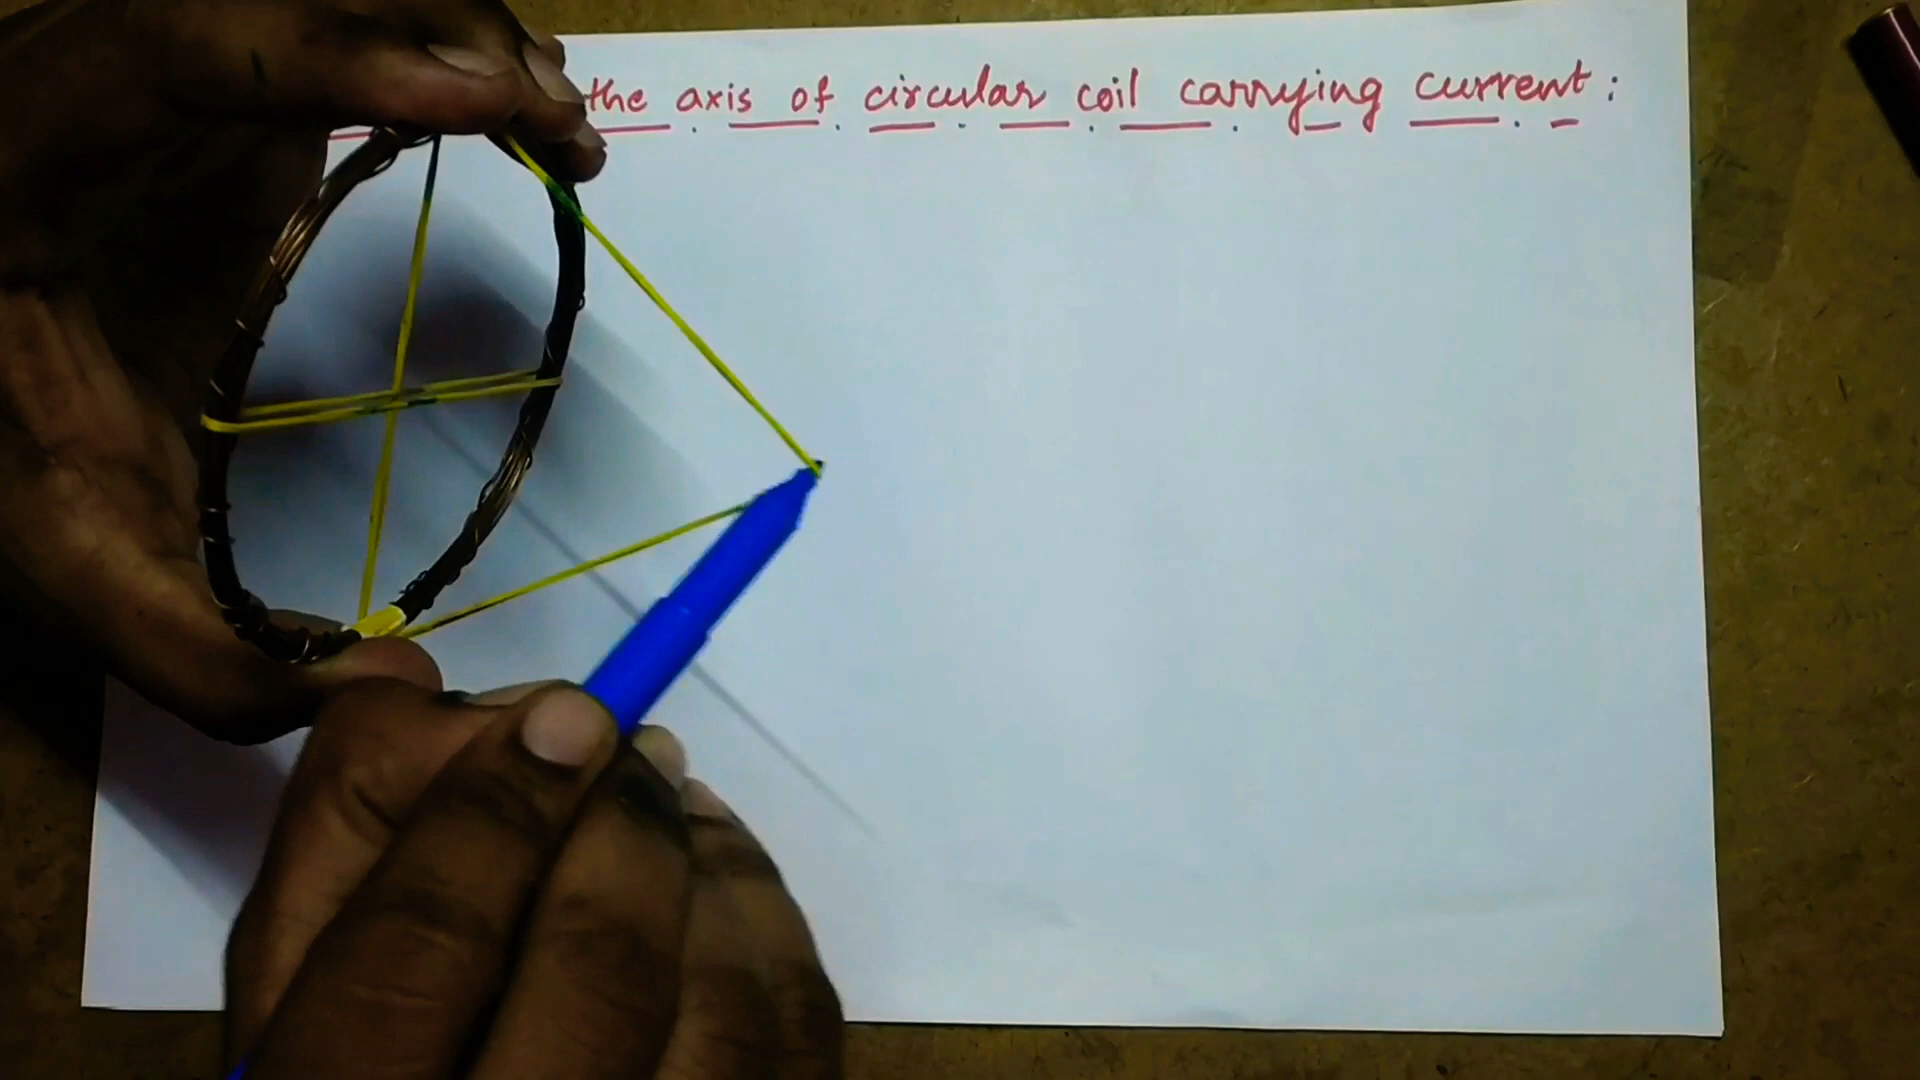 the axis of circular coil carrying current :